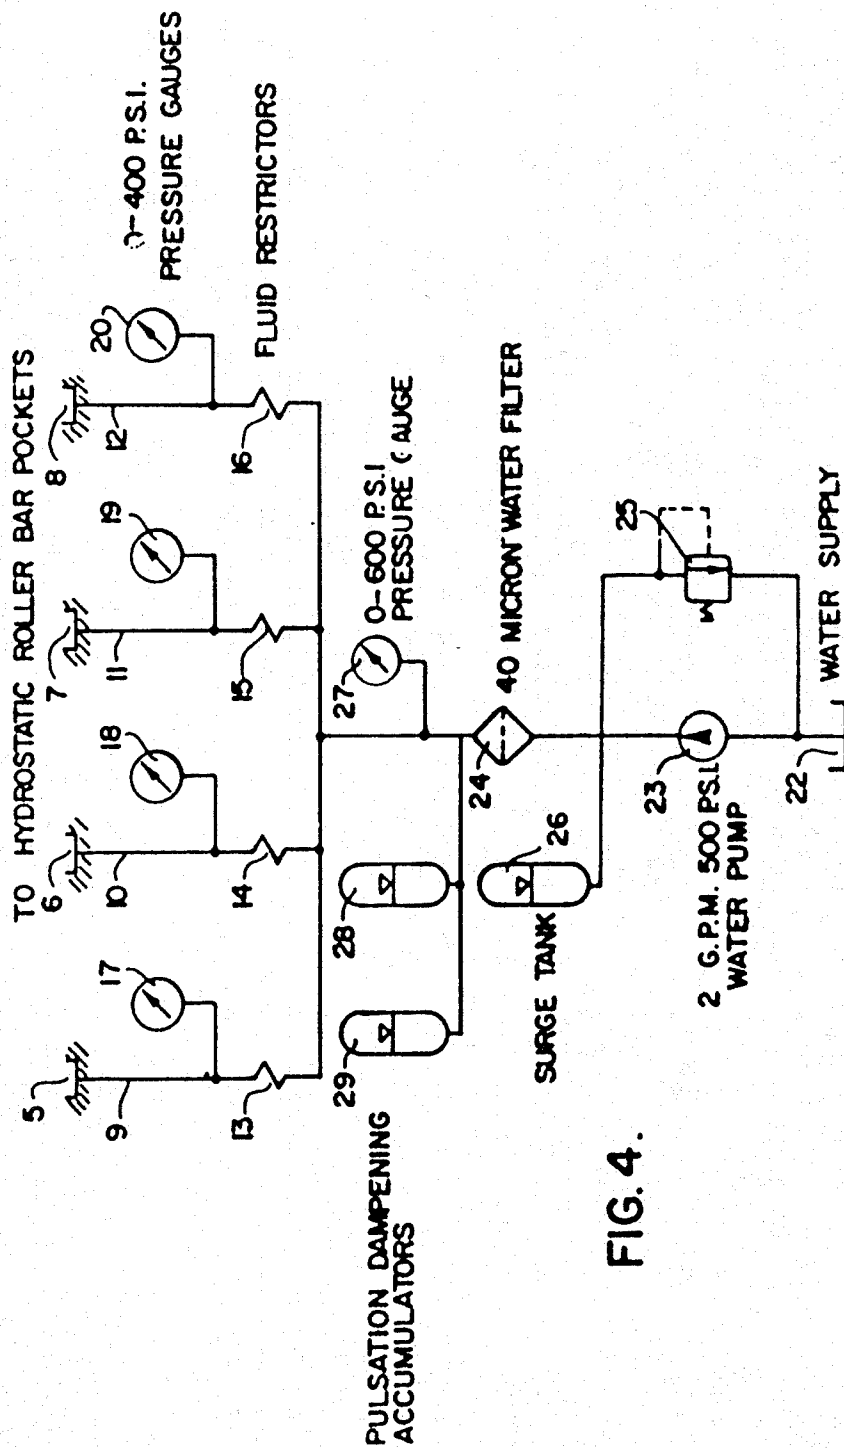 TO HYDROSTATIC ROLLER BAR POCKETS
5
6
7
8
9
10
11
12
17
18
19
20
0-400 P.S.I.
PRESSURE GAUGES
13
14
15
16
FLUID RESTRICTORS
29
28
27
0-600 P.S.I
PRESSURE GAUGE
PULSATION DAMPENING
ACCUMULATORS
24
40 MICRON WATER FILTER
26
SURGE TANK
25
23
2 G.P.M. 500 P.S.I.
WATER PUMP
22
WATER SUPPLY
FIG. 4.